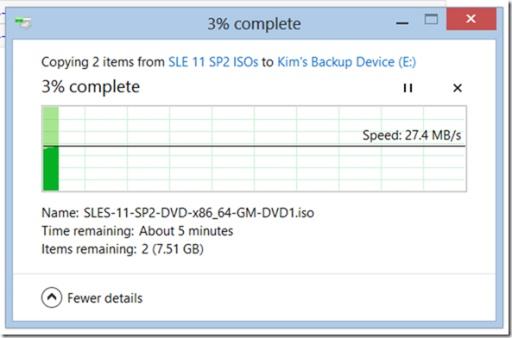 3% complete
Copying 2 items from SLE 11 SP2 ISOs to Kim's Backup Device (E:)
3% complete
Speed: 27.4 MB/s
Name: SLES-11-SP2-DVD-x86_64-GM-DVD1.iso
Time remaining: About 5 minutes
Items remaining: 2 (7.51 GB)
Fewer details